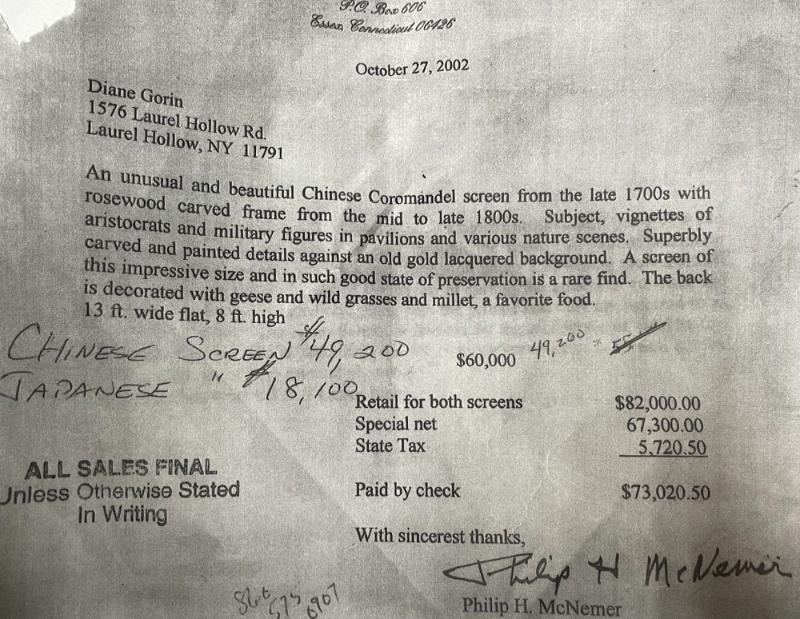 P.O. Box 606
Essex, Connecticut 06426
October 27, 2002
Diane Gorin
1576 Laurel Hollow Rd.
Laurel Hollow, NY 11791
An unusual and beautiful Chinese Coromandel screen from the late 1700s with
rosewood carved frame from the mid to late 1800s. Subject, vignettes of
aristocrats and military figures in pavilions and various nature scenes. Superbly
carved and painted details against an old gold lacquered background. A screen of
this impressive size and in such good state of preservation is a rare find. The back
is decorated with geese and wild grasses and millet, a favorite food.
13 ft. wide flat, 8 ft. high
CHINESE SCREEN $49,200
$60,000 49,200
JAPANESE " $18,100
Retail for both screens $82,000.00
Special net 67,300.00
State Tax 5,720.50
ALL SALES FINAL
Unless Otherwise Stated
In Writing
Paid by check $73,020.50
With sincerest thanks,
Philip H McNemer
Philip H. McNemer
860 575 6907